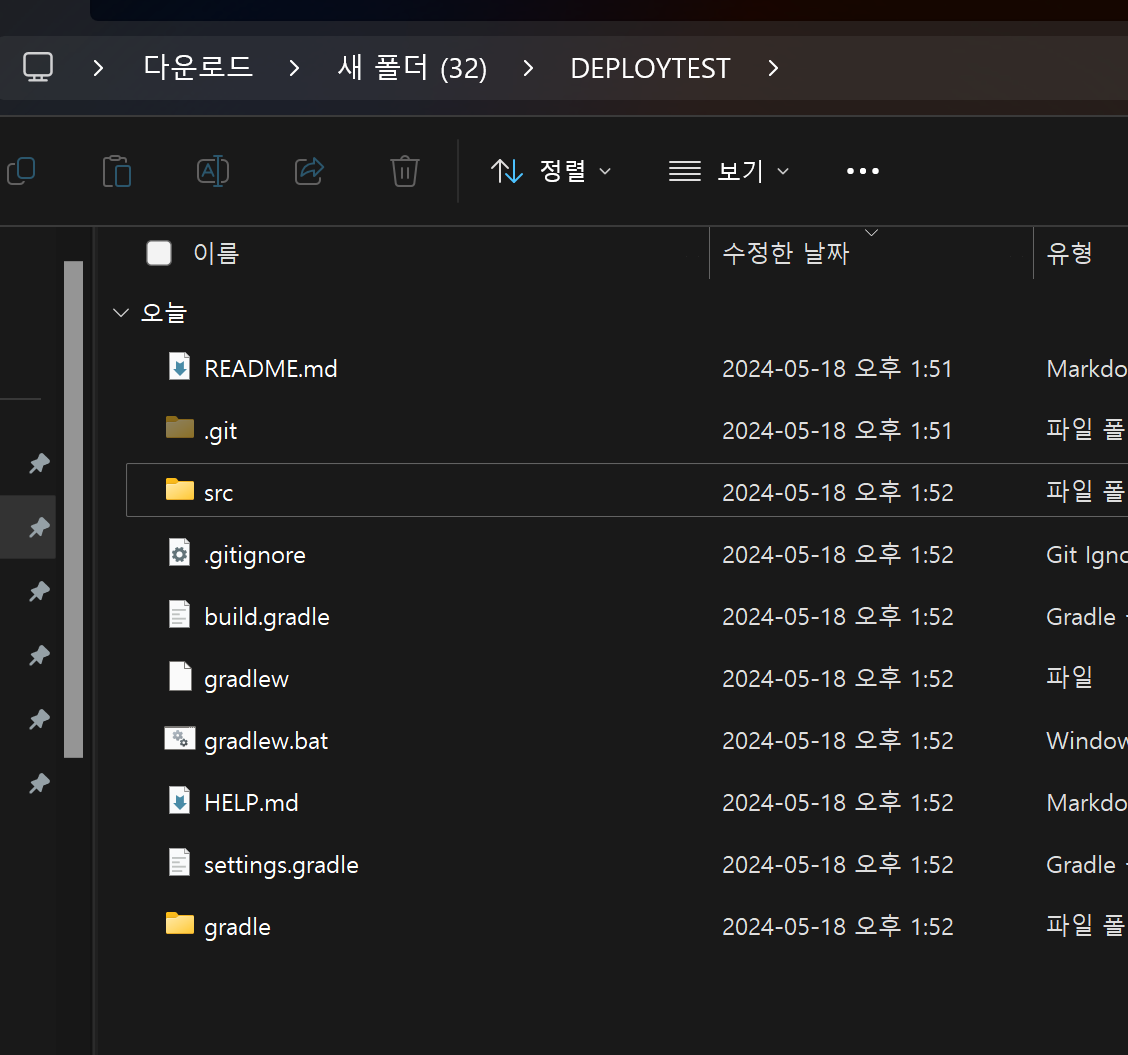 다운로드 새 폴더 (32) DEPLOYTEST
정렬 보기
이름 수정한 날짜 유형
오늘
README.md 2024-05-18 오후 1:51 Markdo
.git 2024-05-18 오후 1:51 파일 폴
src 2024-05-18 오후 1:52 파일 폴
.gitignore 2024-05-18 오후 1:52 Git Igno
build.gradle 2024-05-18 오후 1:52 Gradle
gradlew 2024-05-18 오후 1:52 파일
gradlew.bat 2024-05-18 오후 1:52 Window
HELP.md 2024-05-18 오후 1:52 Markdo
settings.gradle 2024-05-18 오후 1:52 Gradle
gradle 2024-05-18 오후 1:52 파일 폴